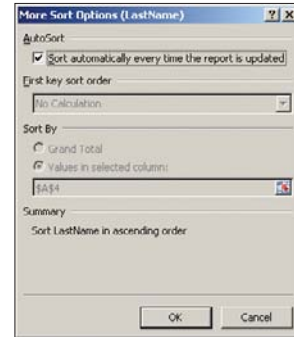 More Sort Options (LastName)
AutoSort
Sort automatically every time the report is updated
First key sort order
No Calculation
Sort By
Grand Total
Values in selected column:
$A$4
Summary
Sort LastName in ascending order
OK Cancel